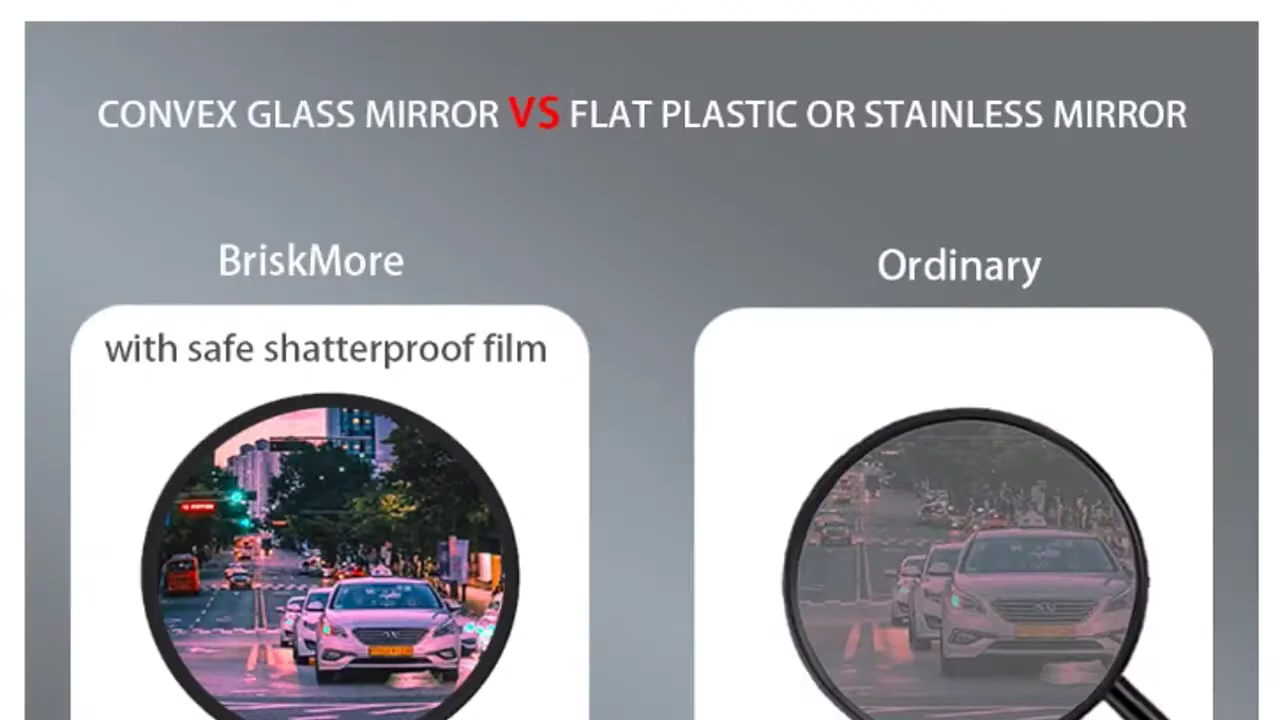 CONVEX GLASS MIRROR VS FLAT PLASTIC OR STAINLESS MIRROR
BriskMore
Ordinary
with safe shatterproof film